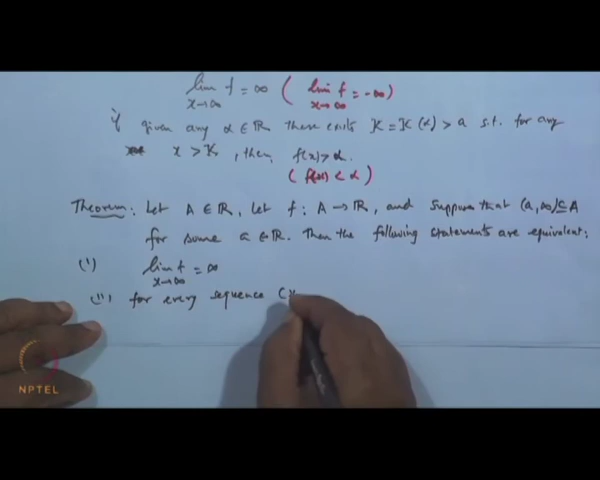 lim f = ∞ ( lim f = -∞ )
x→∞ x→∞
if given any α ∈ ℝ, there exists K = K(α) > a s.t. for any
x > K, then f(x) > α.
( f(x) < α )
Theorem: Let A ∈ ℝ, Let f: A → ℝ, and suppose that (a, ∞) ⊆ A
for some a ∈ ℝ. Then the following statements are equivalent:
(i) lim f = ∞
x→∞
(ii) for every sequence (x
NPTEL